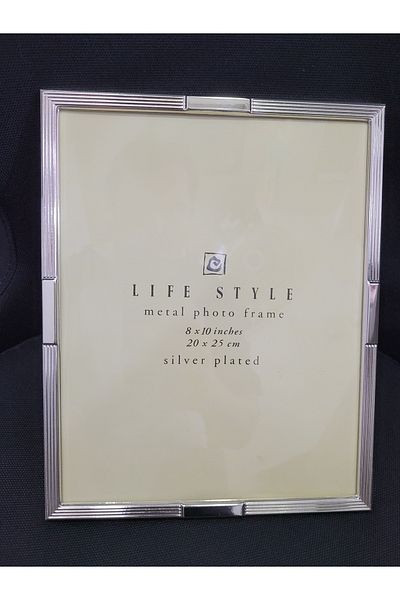 LIFE STYLE
metal photo frame
8 x 10 inches
20 x 25 cm
silver plated